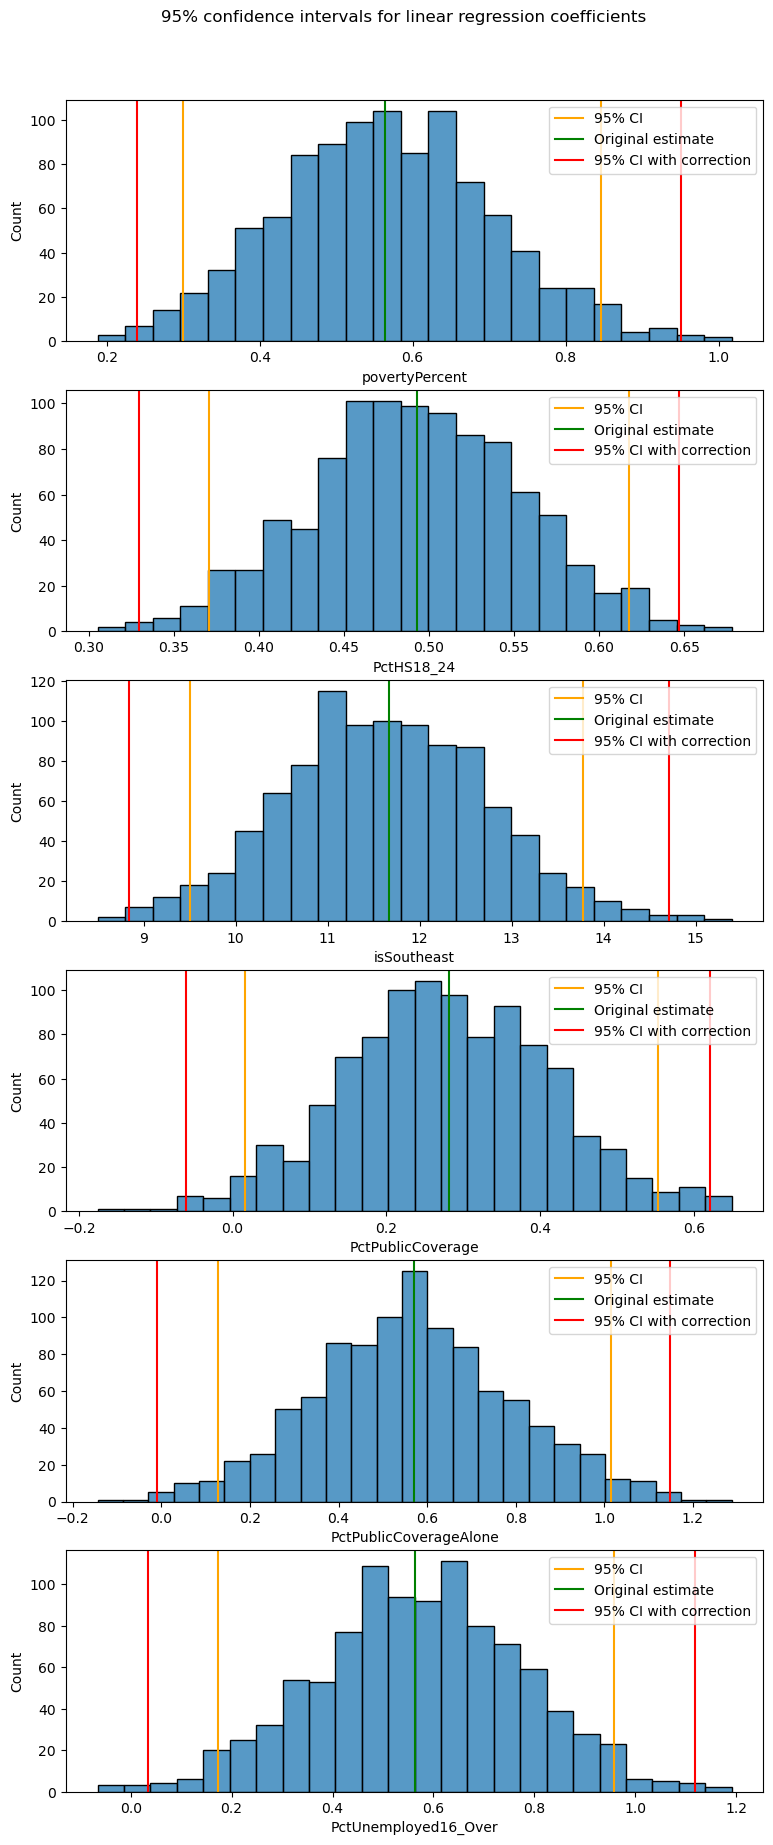 95% confidence intervals for linear regression coefficients
95% CI
Original estimate
95% CI with correction
100
80
60
40
20
0
Count
0.2 0.4 0.6 0.8 1.0
povertyPercent
95% CI
Original estimate
95% CI with correction
100
80
60
40
20
0
Count
0.30 0.35 0.40 0.45 0.50 0.55 0.60 0.65
PctHS18_24
95% CI
Original estimate
95% CI with correction
120
100
80
60
40
20
0
Count
9 10 11 12 13 14 15
isSoutheast
95% CI
Original estimate
95% CI with correction
100
80
60
40
20
0
Count
−0.2 0.0 0.2 0.4 0.6
PctPublicCoverage
95% CI
Original estimate
95% CI with correction
120
100
80
60
40
20
0
Count
−0.2 0.0 0.2 0.4 0.6 0.8 1.0 1.2
PctPublicCoverageAlone
95% CI
Original estimate
95% CI with correction
100
80
60
40
20
0
Count
0.0 0.2 0.4 0.6 0.8 1.0 1.2
PctUnemployed16_Over